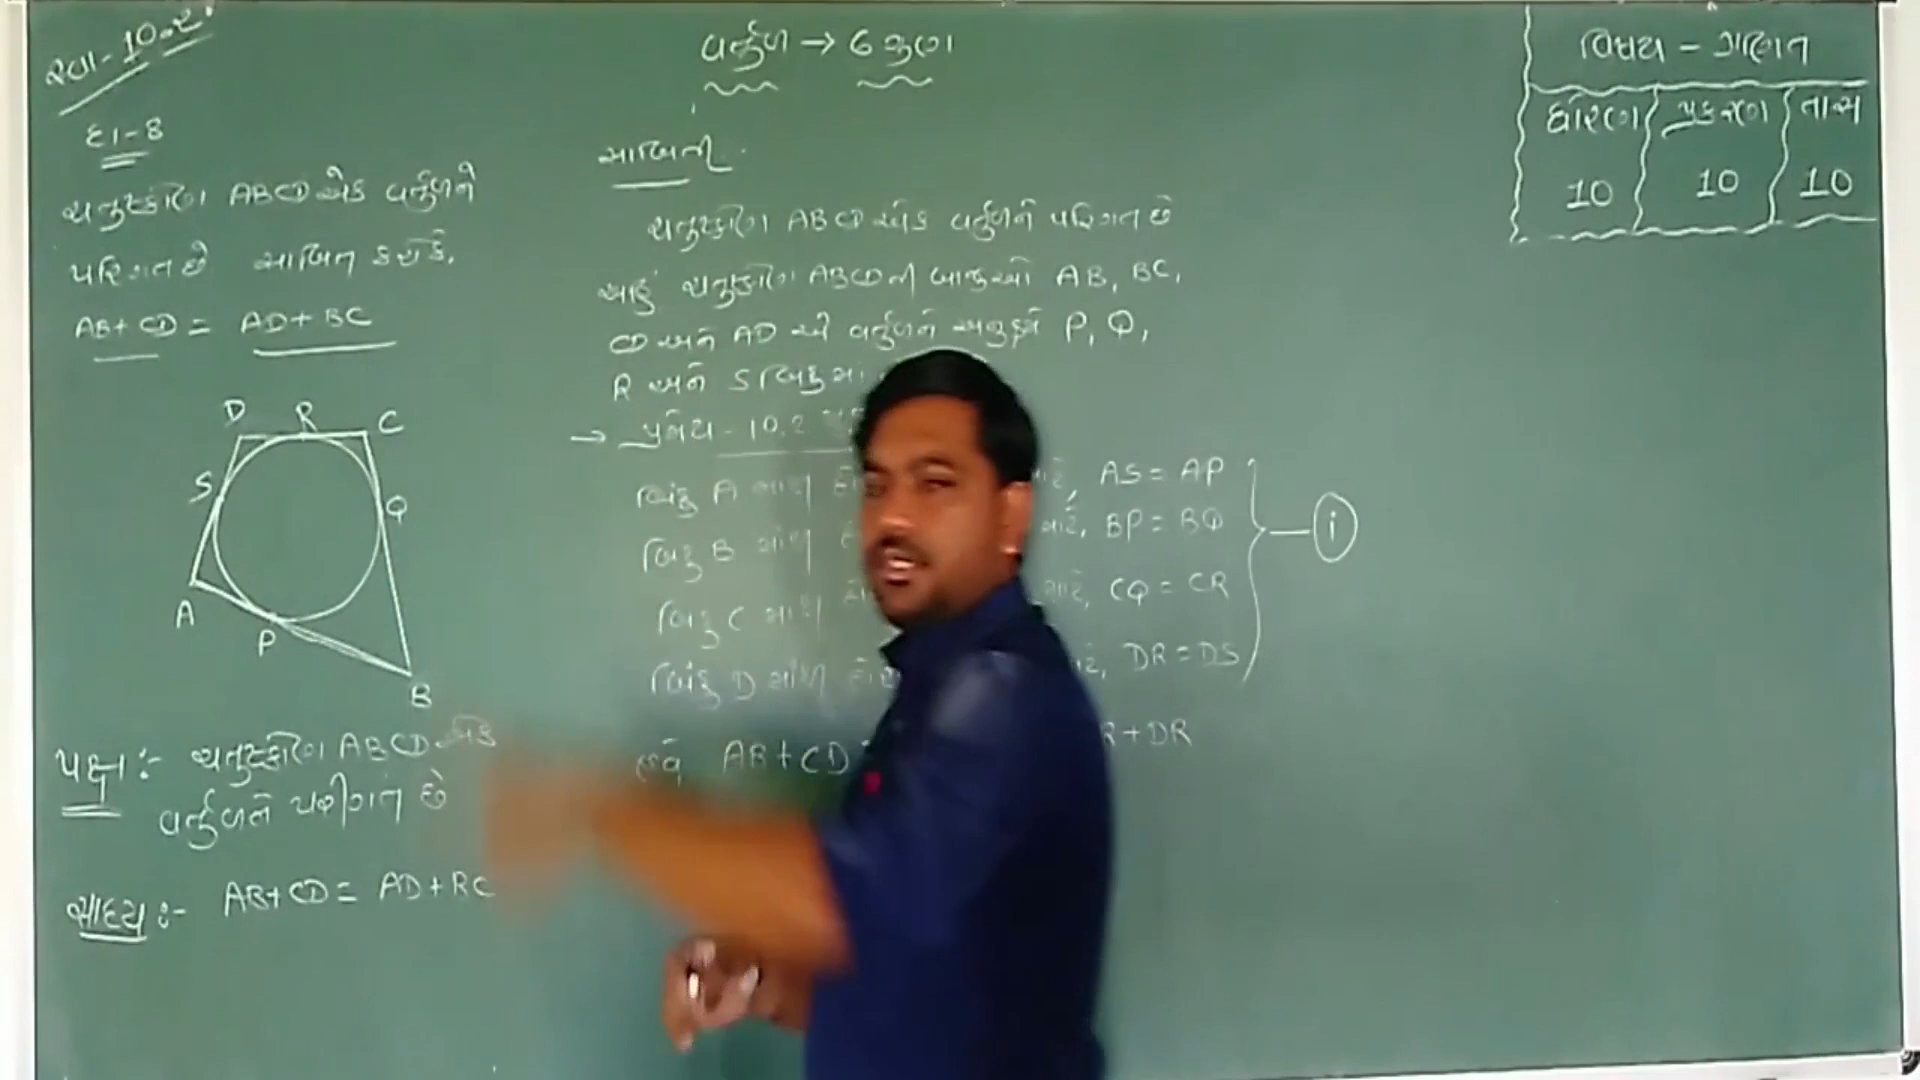 સ્વા-10.2.
વર્તુળ → ૯ ગુણ
વિષય - ગણિત
ધોરણ પ્રકરણ તાસ
10 10 10
દા-8
ચતુષ્કોણ ABCD એક વર્તુળને
પરિગત છે સાબિત કરો કે,
AB+CD = AD+BC
D R C
S Q
A P B
પક્ષ :- ચતુષ્કોણ ABCD એક
વર્તુળને પરીગત છે
સાધ્ય :- AB+CD = AD+BC
સાબિતી.
ચતુષ્કોણ ABCD એક વર્તુળને પરિગત છે
ચતુષ્કોણ ABCD ની બાજુઓ AB, BC,
CD અને AD એ વર્તુળને અનુક્રમે P, Q,
R અને S બિંદુમાં
→ પ્રમેય - 10.2
બિંદુ A માંથી AS = AP
બિંદુ B માંથી માટે, BP = BQ
બિંદુ C માંથી માટે, CQ = CR
બિંદુ D માંથી DR = DS
i
હવે AB+CD R+DR